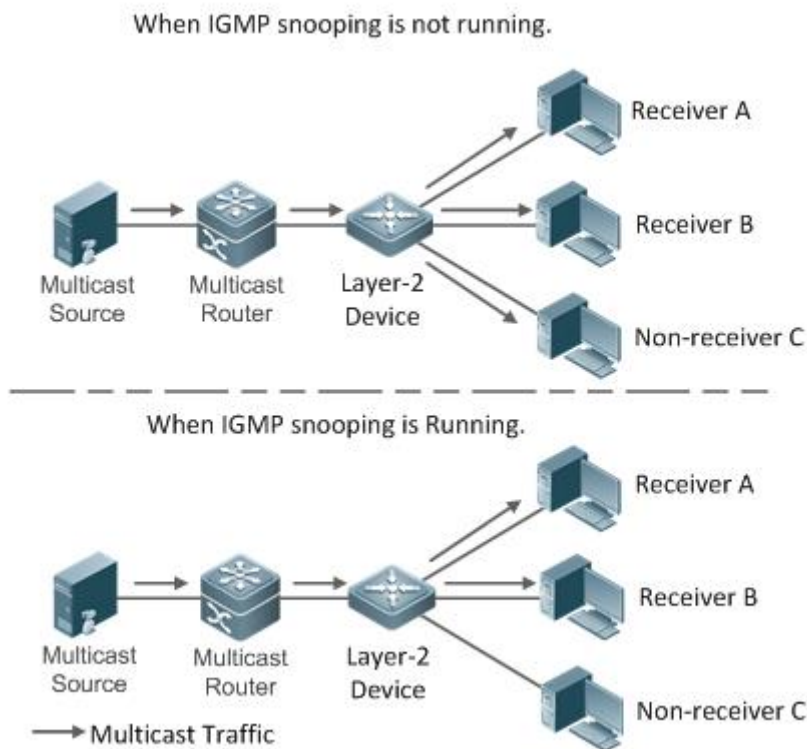 When IGMP snooping is not running.
Receiver A
Receiver B
Multicast
Source
Multicast
Router
Layer-2
Device
Non-receiver C
When IGMP snooping is Running.
Receiver A
Receiver B
Multicast
Source
Multicast
Router
Layer-2
Device
Non-receiver C
Multicast Traffic